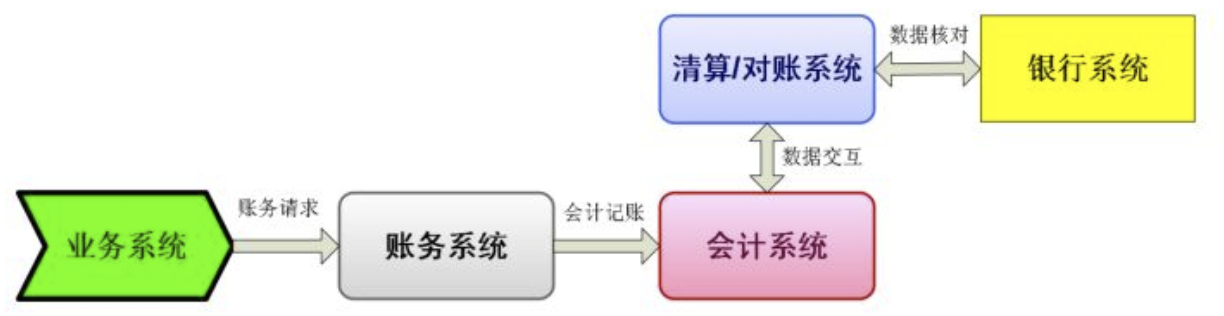 数据核对
清算/对账系统
银行系统
数据交互
账务请求
会计记账
业务系统
账务系统
会计系统